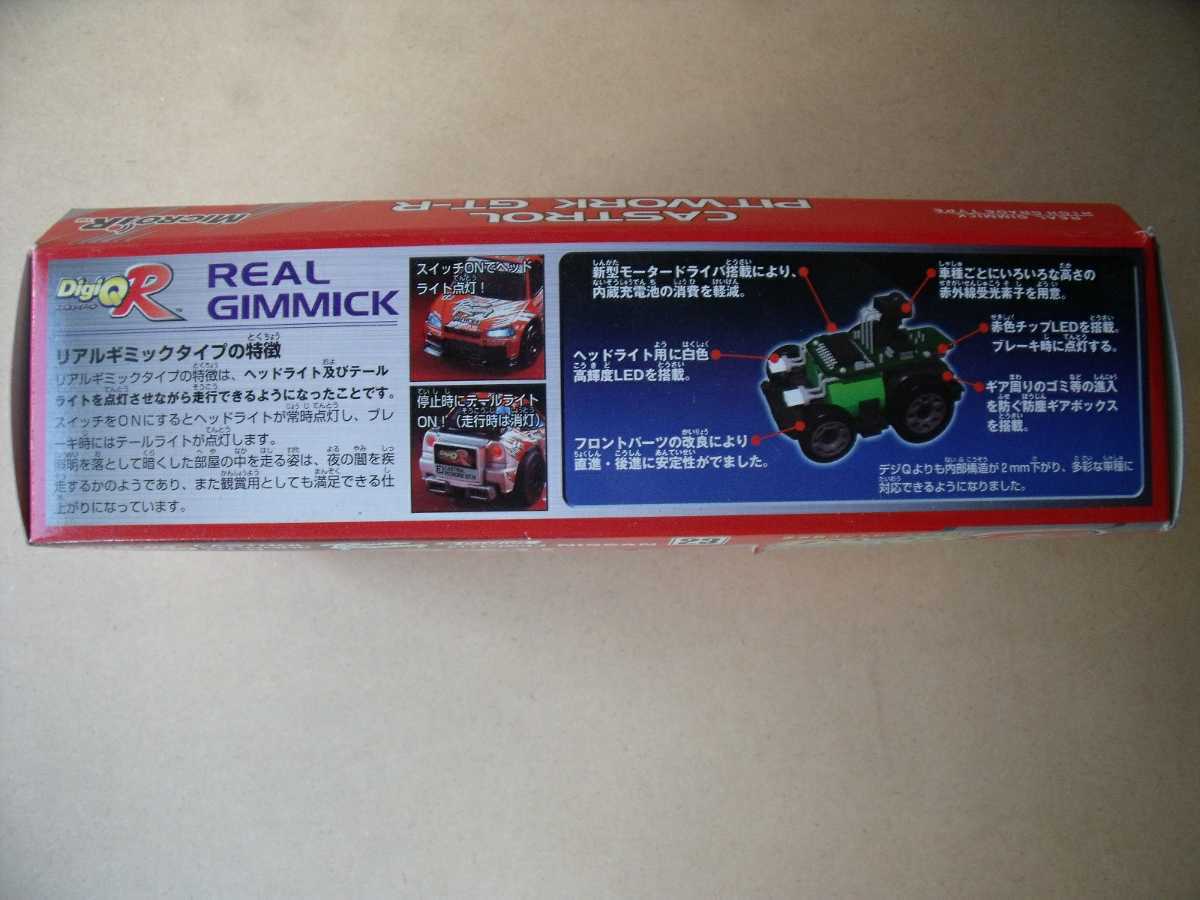 CASTROL
PITWORK GT-R
MICRO iR
DigiQR
REAL
GIMMICK
リアルギミックタイプの特徴
リアルギミックタイプの特徴は、ヘッドライト及びテール
ライトを点灯させながら走行できるようになったことです。
スイッチをONにするとヘッドライトが常時点灯し、ブレ
ーキ時にはテールライトが点灯します。
照明を落として暗くした部屋の中を走る姿は、夜の闇を疾
走するかのようであり、また観賞用としても満足できる仕
上がりになっています。
スイッチONでヘッド
ライト点灯!
停止時にテールライト
ON!(走行時は消灯)
新型モータードライバ搭載により、
内蔵充電池の消費を軽減。
ヘッドライト用に白色
高輝度LEDを搭載。
フロントパーツの改良により
直進・後進に安定性がでました。
車種ごとにいろいろな高さの
赤外線受光素子を用意。
赤色チップLEDを搭載。
ブレーキ時に点灯する。
ギア周りのゴミ等の進入
を防ぐ防塵ギアボックス
を搭載。
デジQよりも内部構造が2mm下がり、多彩な車種に
対応できるようになりました。